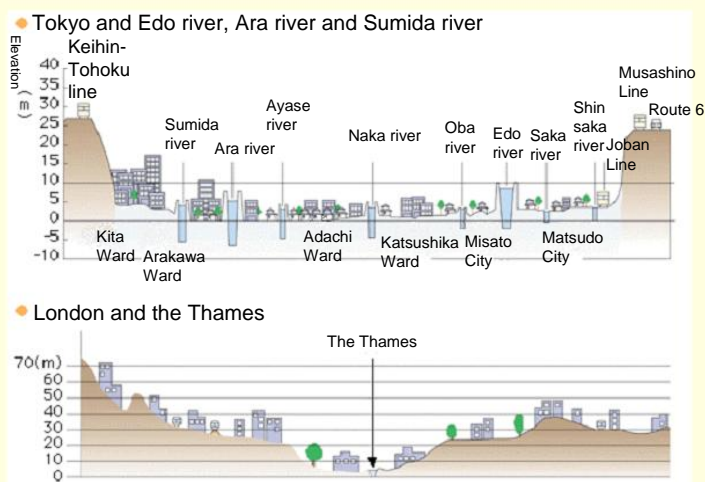 Tokyo and Edo river, Ara river and Sumida river
Elevation (m)
40
35
30
25
20
15
10
5
0
-5
-10
Keihin-
Tohoku
line
Sumida
river
Ara river
Ayase
river
Naka river
Oba
river
Edo
river
Saka
river
Shin
saka
river
Musashino
Line
Route 6
Joban
Line
Kita
Ward
Arakawa
Ward
Adachi
Ward
Katsushika
Ward
Misato
City
Matsudo
City
London and the Thames
The Thames
70(m)
60
50
40
30
20
10
0